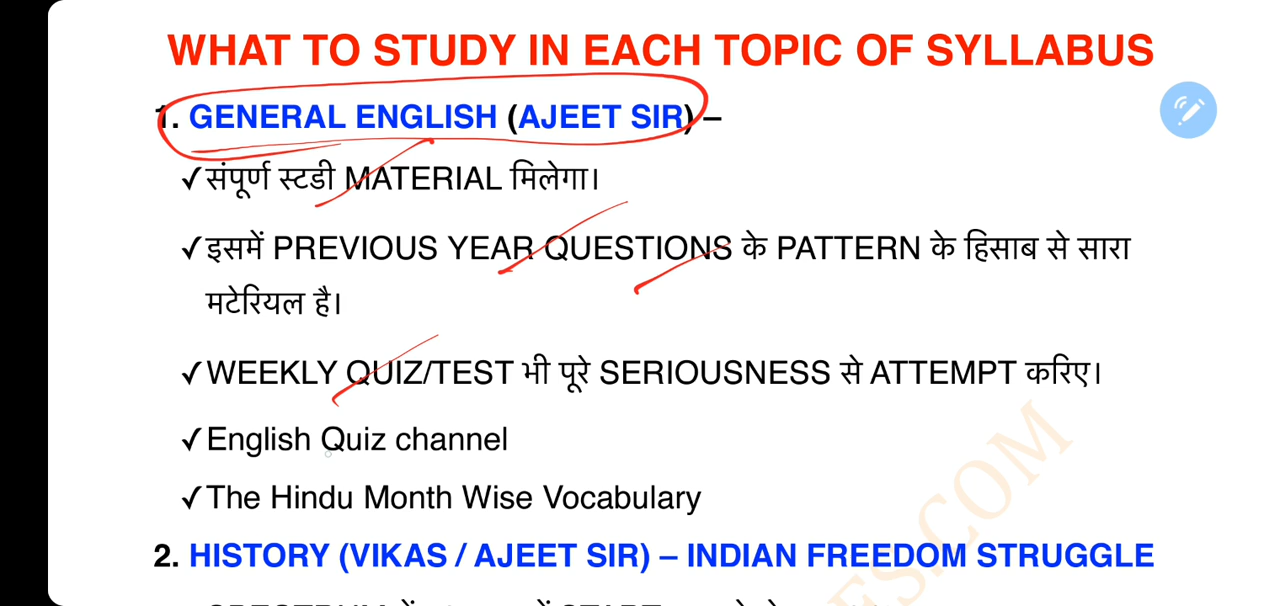 WHAT TO STUDY IN EACH TOPIC OF SYLLABUS
1. GENERAL ENGLISH (AJEET SIR) –
✓संपूर्ण स्टडी MATERIAL मिलेगा।
✓इसमें PREVIOUS YEAR QUESTIONS के PATTERN के हिसाब से सारा
मटेरियल है।
✓WEEKLY QUIZ/TEST भी पूरे SERIOUSNESS से ATTEMPT करिए।
✓English Quiz channel
✓The Hindu Month Wise Vocabulary
2. HISTORY (VIKAS / AJEET SIR) – INDIAN FREEDOM STRUGGLE